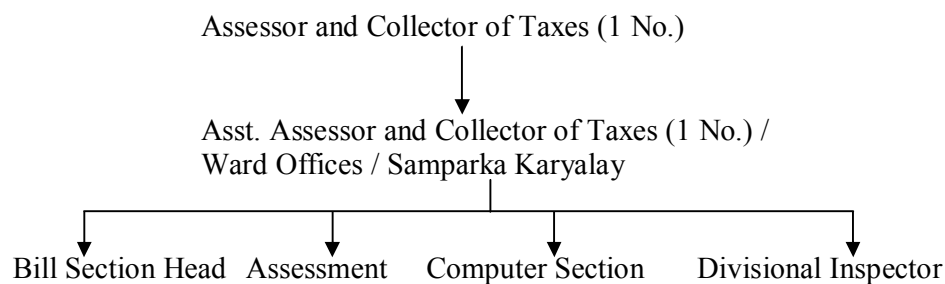 Assessor and Collector of Taxes (1 No.)
Asst. Assessor and Collector of Taxes (1 No.) /
Ward Offices / Samparka Karyalay
Bill Section Head Assessment Computer Section Divisional Inspector